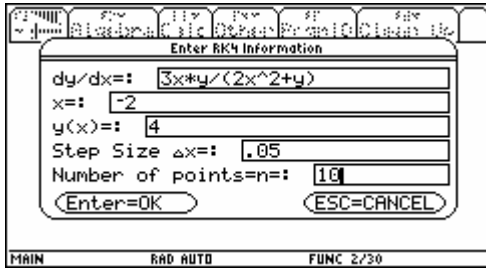 Enter RK4 Information
dy/dx=: 3x*y/(2x^2+y)
x=: -2
y(x)=: 4
Step Size △x=: .05
Number of points=n=: 10
Enter=OK ESC=CANCEL
MAIN RAD AUTO FUNC 2/30